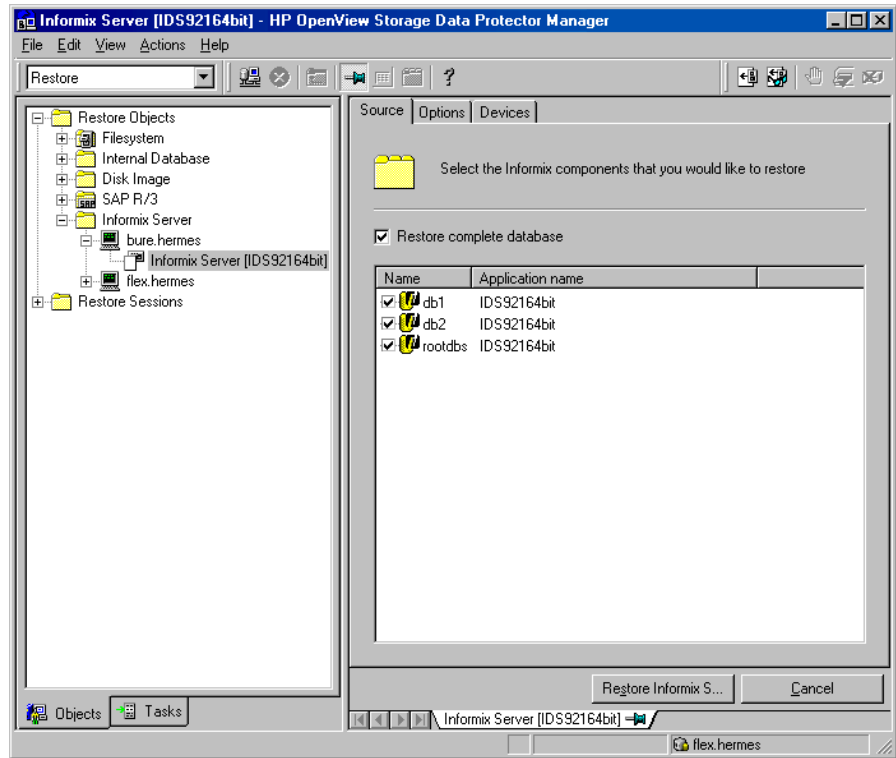 Informix Server [IDS92164bit] - HP OpenView Storage Data Protector Manager
File Edit View Actions Help
Restore
?
Restore Objects
Filesystem
Internal Database
Disk Image
SAP R/3
Informix Server
bure.hermes
Informix Server [IDS92164bit]
flex.hermes
Restore Sessions
Objects
Tasks
Source Options Devices
Select the Informix components that you would like to restore
Restore complete database
Name Application name
db1 IDS92164bit
db2 IDS92164bit
rootdbs IDS92164bit
Restore Informix S... Cancel
Informix Server [IDS92164bit]
flex.hermes